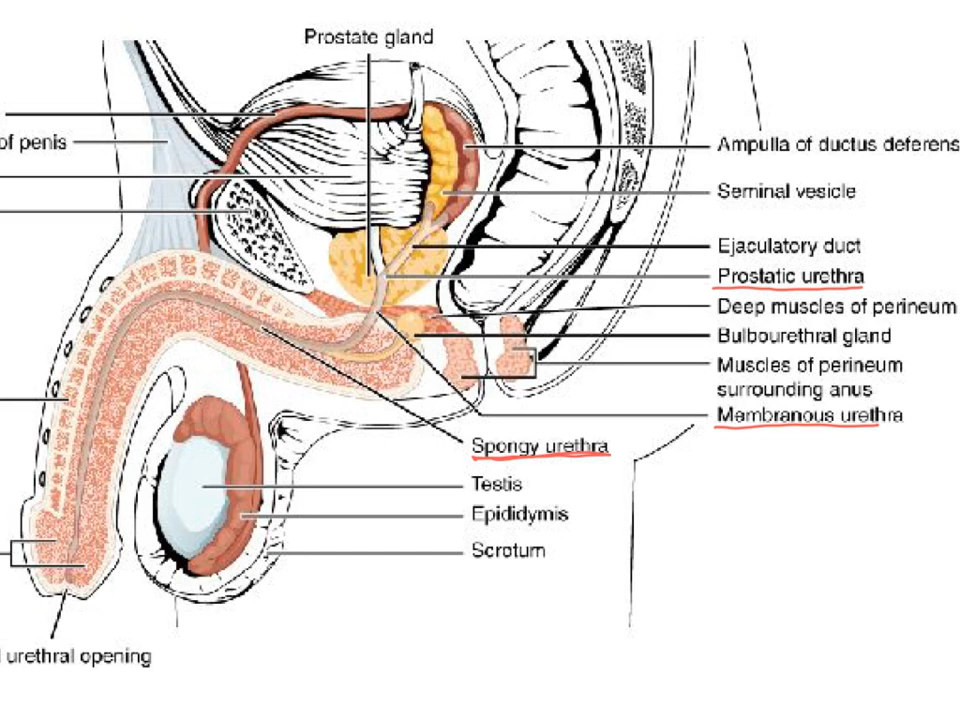 Prostate gland
of penis
Ampulla of ductus deferens
Seminal vesicle
Ejaculatory duct
Prostatic urethra
Deep muscles of perineum
Bulbourethral gland
Muscles of perineum
surrounding anus
Membranous urethra
Spongy urethra
Testis
Epididymis
Scrotum
urethral opening